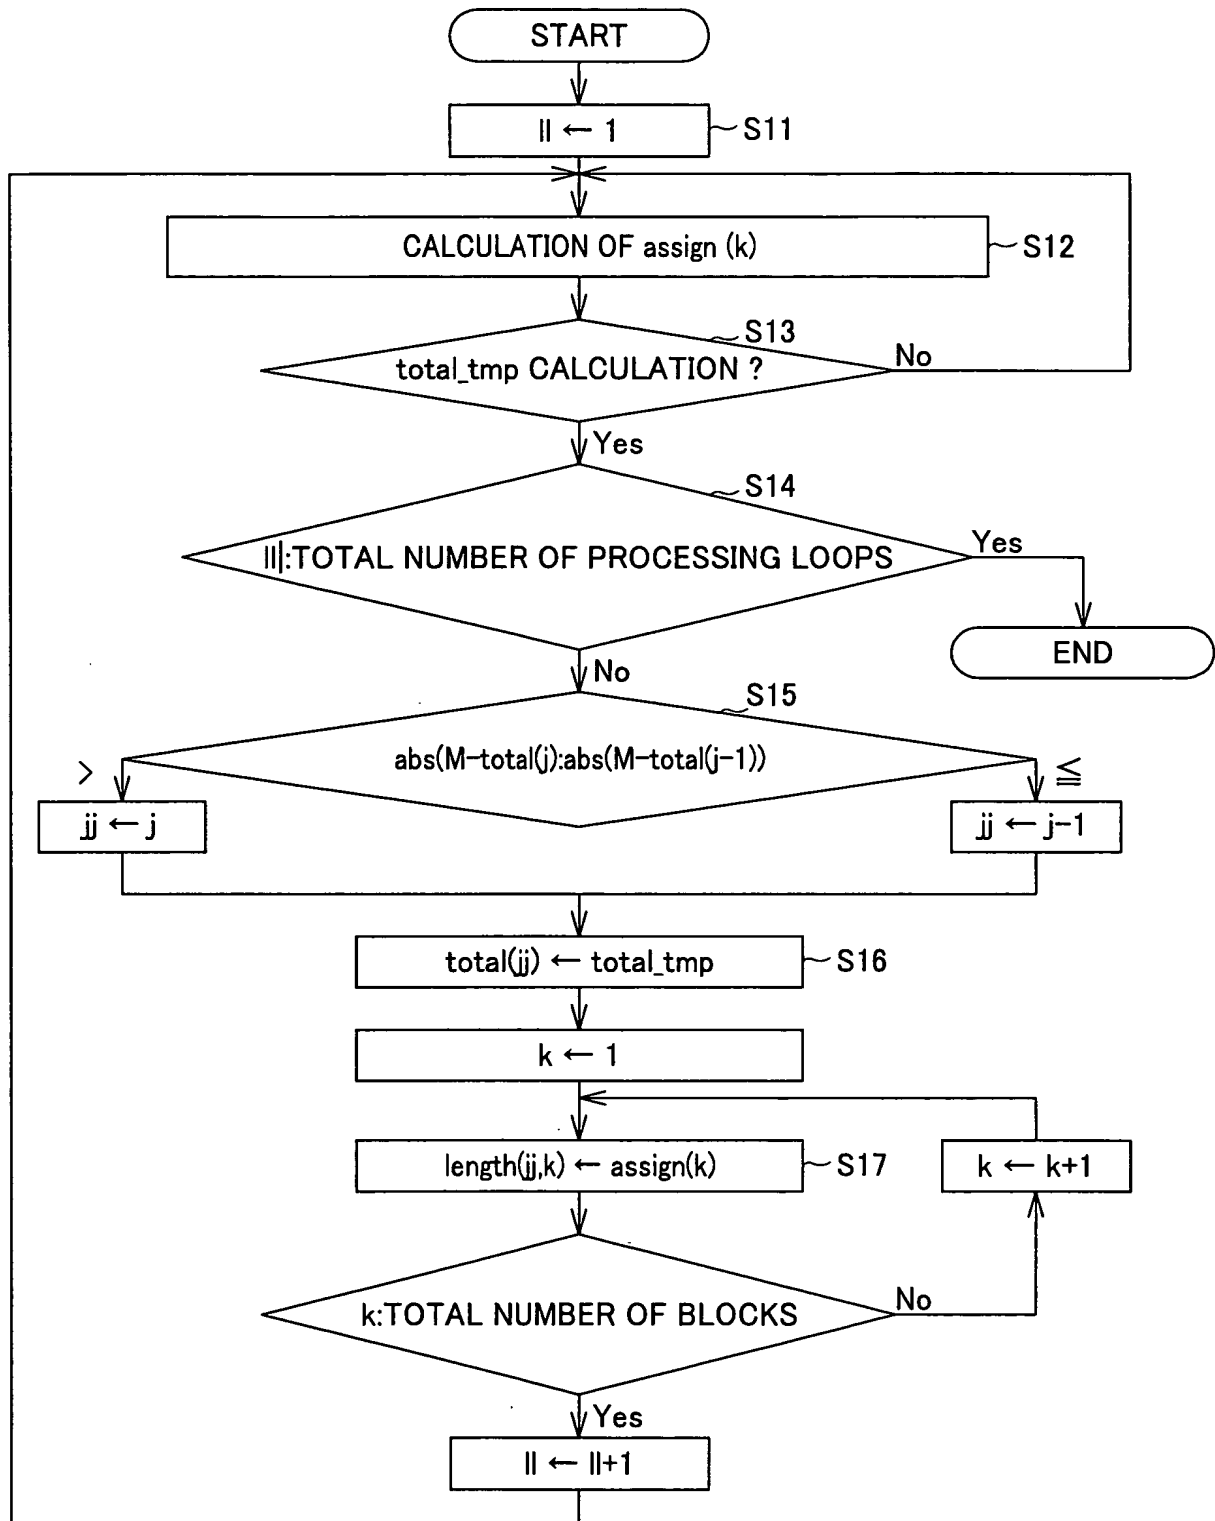 START
ll ← 1
S11
CALCULATION OF assign (k)
S12
S13
total_tmp CALCULATION ?
No
Yes
S14
ll|:TOTAL NUMBER OF PROCESSING LOOPS
Yes
END
No
S15
abs(M-total(j):abs(M-total(j-1))
>
≦
jj ← j
jj ← j-1
total(jj) ← total_tmp
S16
k ← 1
length(jj,k) ← assign(k)
S17
k ← k+1
k:TOTAL NUMBER OF BLOCKS
No
Yes
ll ← ll+1